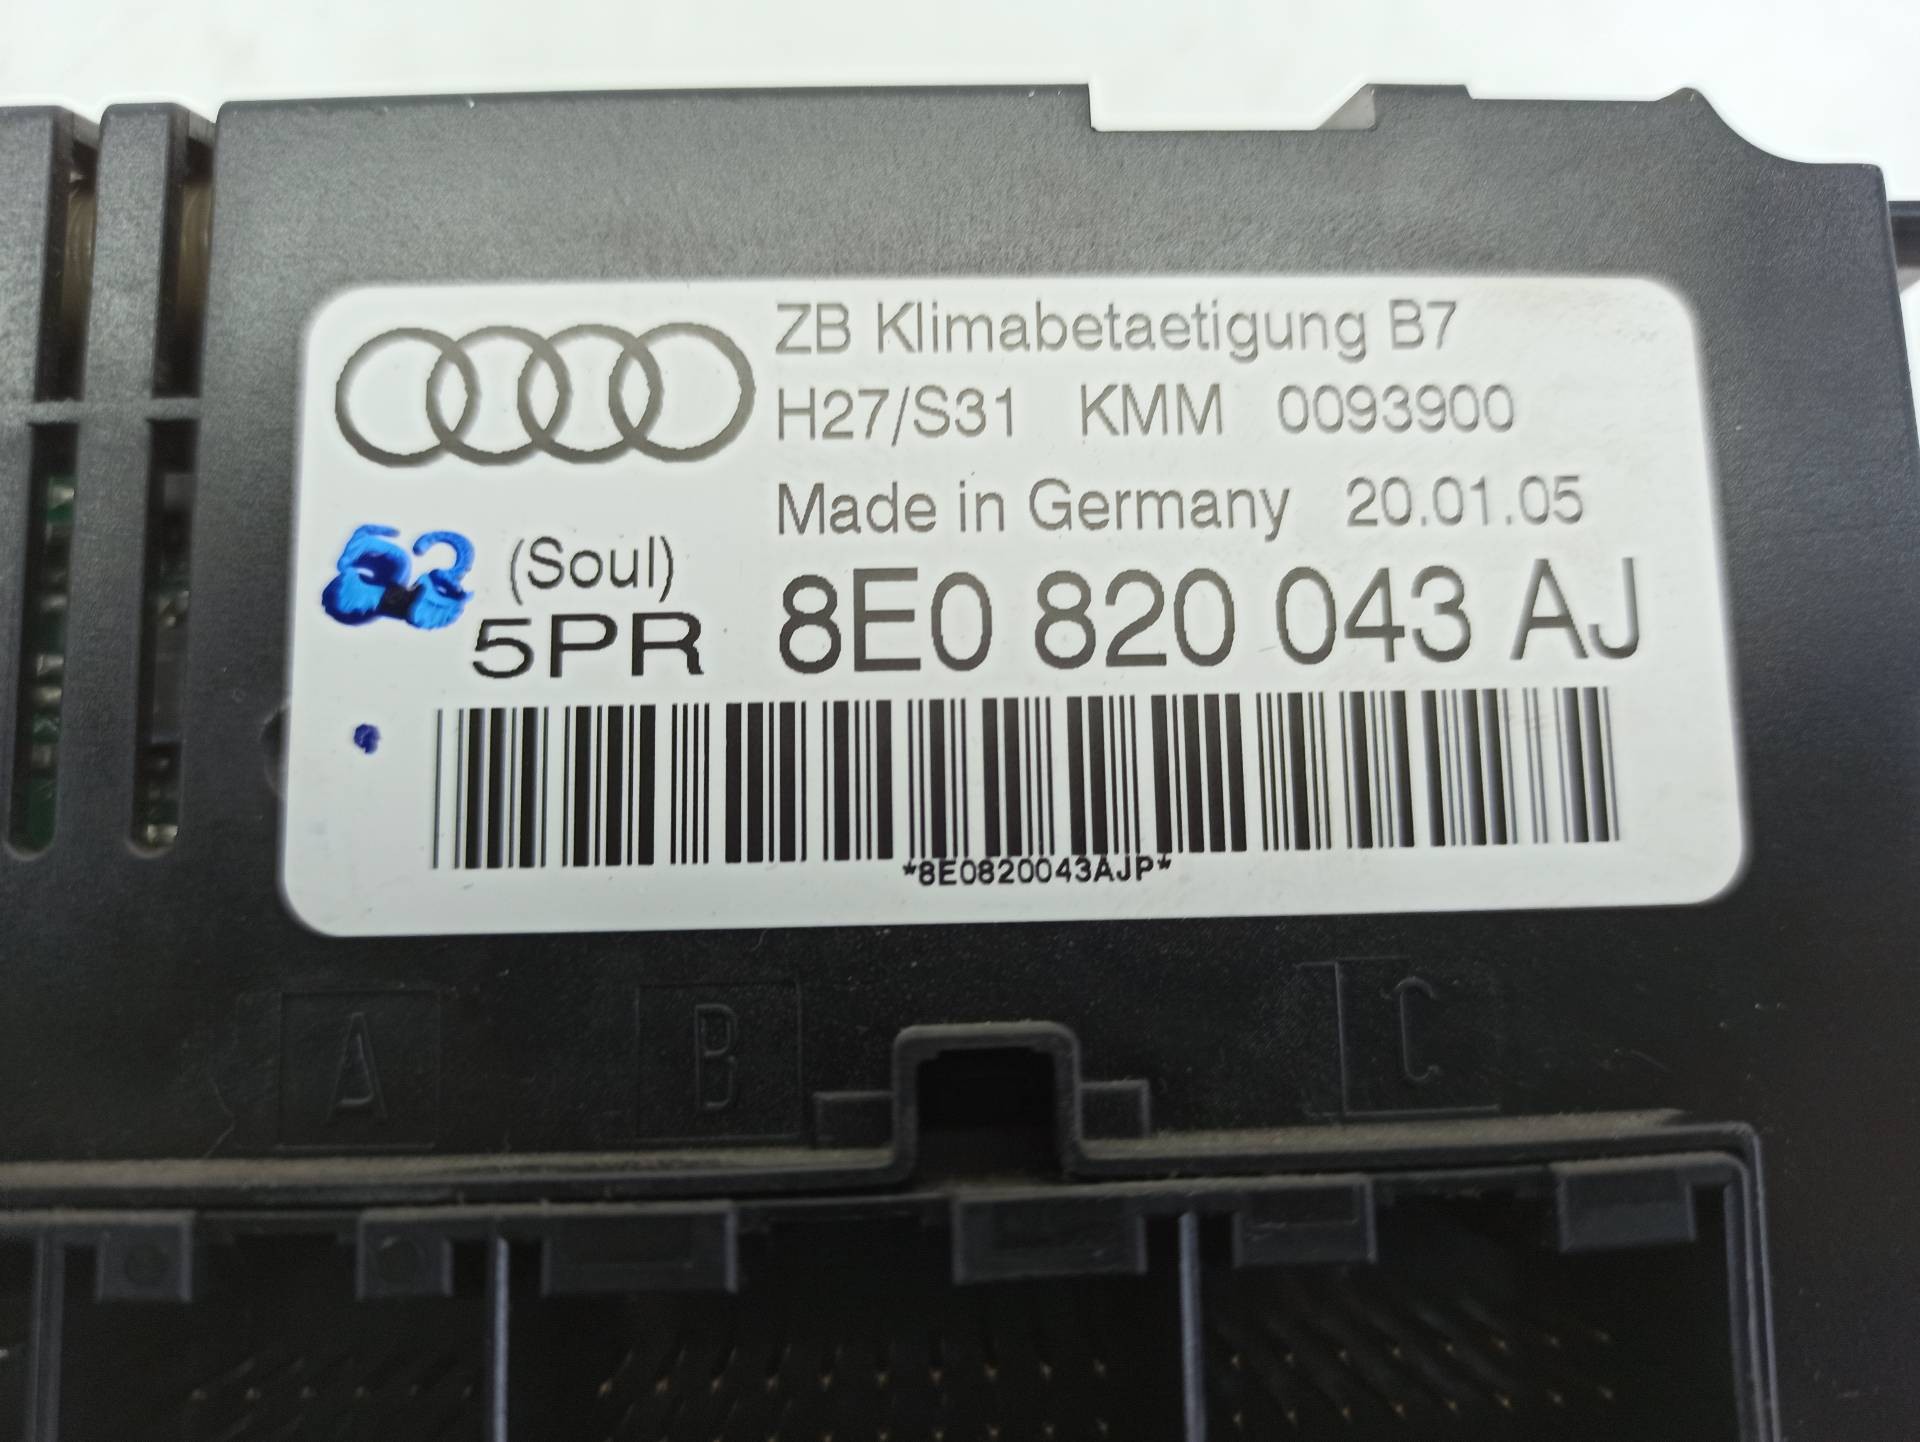 ZB Klimabetaetigung B7
H27/S31 KMM 0093900
Made in Germany 20.01.05
(Soul)
5PR 8E0 820 043 AJ
*8E0820043AJP*
A B C